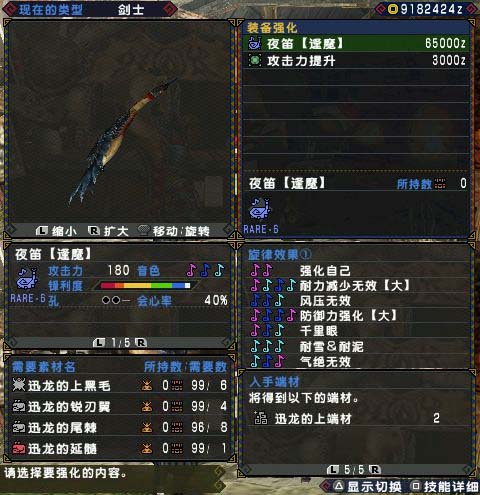 现在的类型 剑士
9182424z
装备强化
夜笛【逢魔】 65000z
攻击力提升 3000z
夜笛【逢魔】 所持数 0
RARE-6
L 缩小 R 扩大 移动/旋转
夜笛【逢魔】
攻击力 180 音色
锋利度
RARE-6 孔 ●●― 会心率 40%
L 1/5 R
旋律效果①
强化自己
耐力减少无效【大】
风压无效
防御力强化【大】
千里眼
耐雪&耐泥
气绝无效
需要素材名 所持数/需要数
迅龙的上黑毛 0 99/ 6
迅龙的锐刃翼 0 99/ 4
迅龙的尾棘 0 96/ 8
迅龙的延髓 0 99/ 1
入手端材
将得到以下的端材。
迅龙的上端材 2
L 5/5 R
请选择要强化的内容。
△显示切换 □技能详细